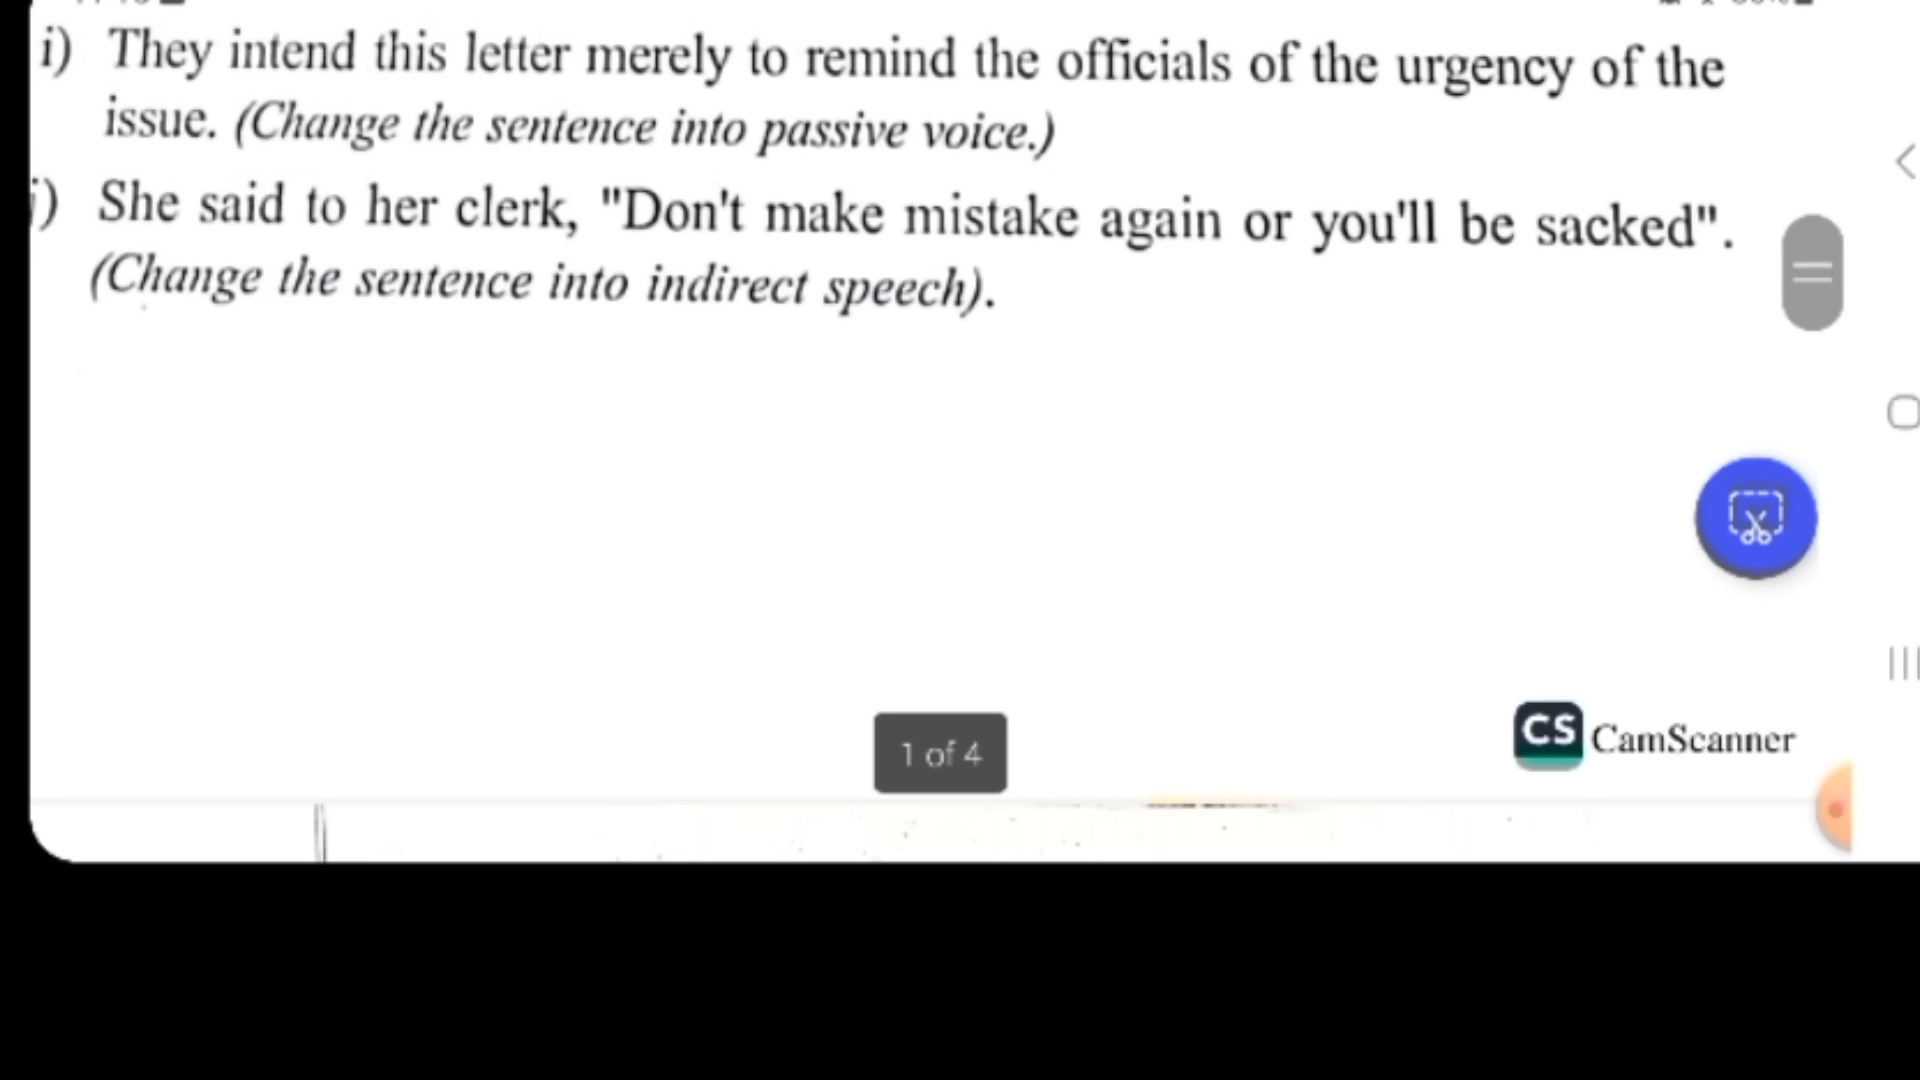 i) They intend this letter merely to remind the officials of the urgency of the
issue. (Change the sentence into passive voice.)
j) She said to her clerk, "Don't make mistake again or you'll be sacked".
(Change the sentence into indirect speech).
1 of 4
CS CamScanner